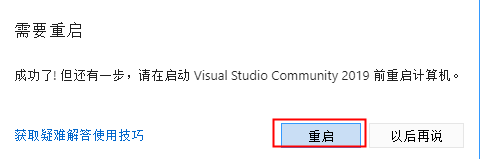 需要重启
成功了! 但还有一步，请在启动 Visual Studio Community 2019 前重启计算机。
获取疑难解答使用技巧
重启
以后再说